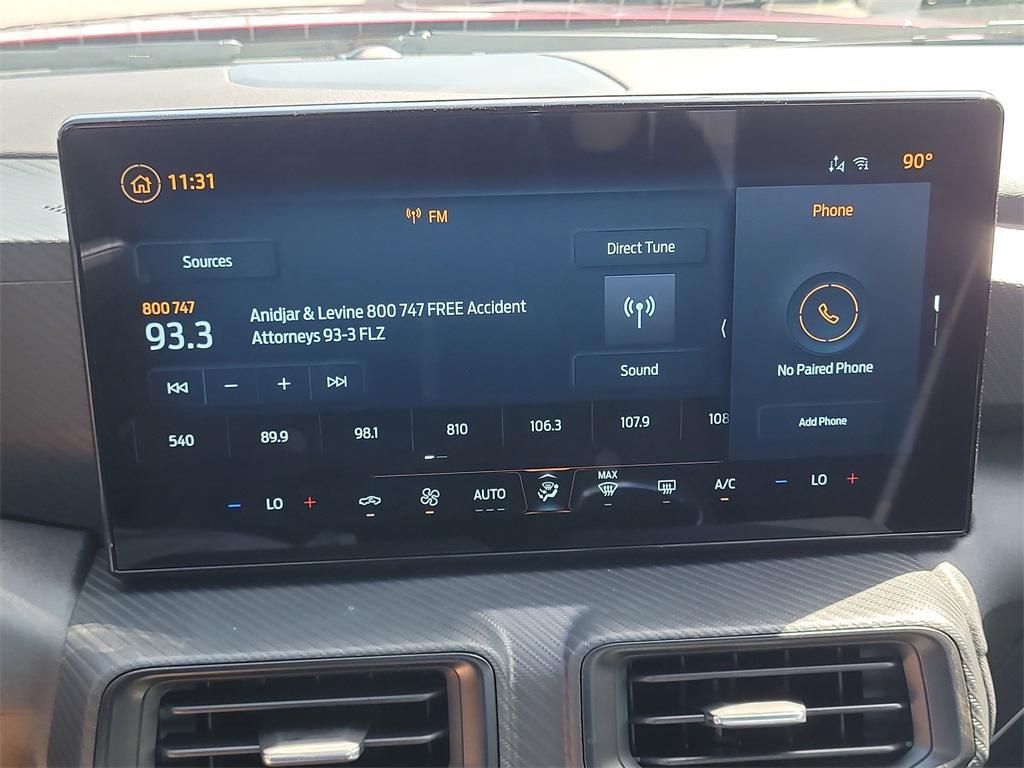 11:31
90°
FM
Phone
Sources
Direct Tune
800 747
93.3
Anidjar & Levine 800 747 FREE Accident
Attorneys 93-3 FLZ
Sound
No Paired Phone
Add Phone
540
89.9
98.1
810
106.3
107.9
108
LO
AUTO
MAX
A/C
LO